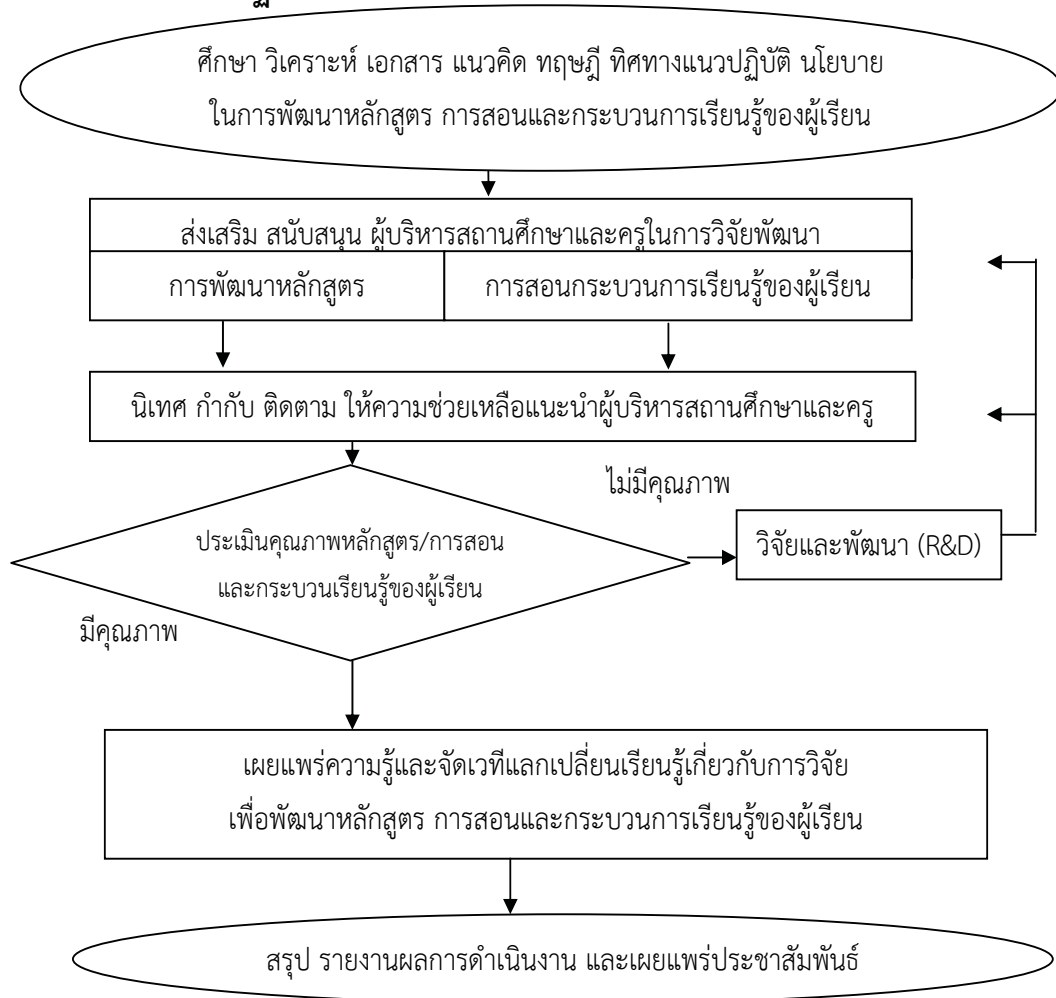 ศึกษา วิเคราะห์ เอกสาร แนวคิด ทฤษฎี ทิศทางแนวปฏิบัติ นโยบาย
ในการพัฒนาหลักสูตร การสอนและกระบวนการเรียนรู้ของผู้เรียน
ส่งเสริม สนับสนุน ผู้บริหารสถานศึกษาและครูในการวิจัยพัฒนา
การพัฒนาหลักสูตร
การสอนกระบวนการเรียนรู้ของผู้เรียน
นิเทศ กำกับ ติดตาม ให้ความช่วยเหลือแนะนำผู้บริหารสถานศึกษาและครู
ไม่มีคุณภาพ
ประเมินคุณภาพหลักสูตร/การสอน
และกระบวนเรียนรู้ของผู้เรียน
วิจัยและพัฒนา (R&D)
มีคุณภาพ
เผยแพร่ความรู้และจัดเวทีแลกเปลี่ยนเรียนรู้เกี่ยวกับการวิจัย
เพื่อพัฒนาหลักสูตร การสอนและกระบวนการเรียนรู้ของผู้เรียน
สรุป รายงานผลการดำเนินงาน และเผยแพร่ประชาสัมพันธ์